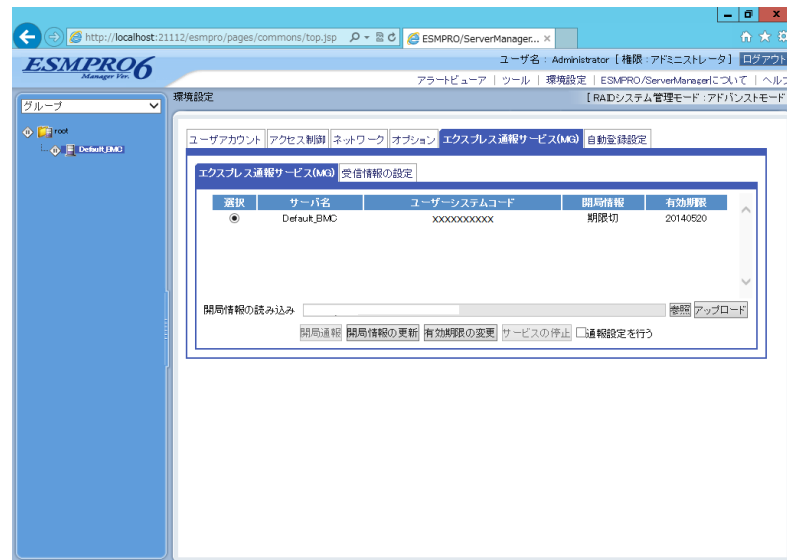 http://localhost:21112/esmpro/pages/commons/top.jsp
ESMPRO/ServerManager...
ESMPRO6
Manager Ver.
ユーザ名 : Administrator [ 権限 : アドミニストレータ ] ログアウト
アラートビューア | ツール | 環境設定 | ESMPRO/ServerManagerについて | ヘルプ
グループ
環境設定
[ RAIDシステム管理モード : アドバンストモード
root
Default_BMC
ユーザアカウント アクセス制御 ネットワーク オプション エクスプレス通報サービス(MG) 自動登録設定
エクスプレス通報サービス(MG) 受信情報の設定
選択 サーバ名 ユーザーシステムコード 開局情報 有効期限
Default_BMC XXXXXXXXXX 期限切 20140520
開局情報の読み込み 参照 アップロード
開局通報 開局情報の更新 有効期限の変更 サービスの停止 通報設定を行う